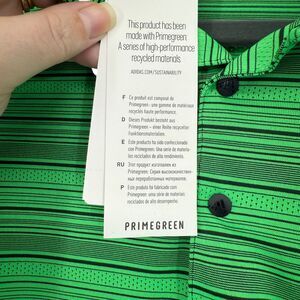 This product has been
made with Primegreen:
A series of high-performance
recycled materials
ADIDAS.COM/SUSTAINABILITY
F Ce produit est composé de
Primegreen - une gamme de matériaux
recyclés haute performance.
D Dieses Produkt besteht aus
Primegreen – einer Reihe recycelter
Funktionsmaterialien.
E Este producto ha sido confeccionado
con Primegreen: Una serie de materia-
les reciclados de alto rendimiento.
RU Этот продукт изготовлен из
Primegreen: Серия высококачествен-
ных переработанных материалов.
P Este produto foi fabricado com
Primegreen: uma série de materiais
reciclados de alto desempenho.
PRIMEGREEN